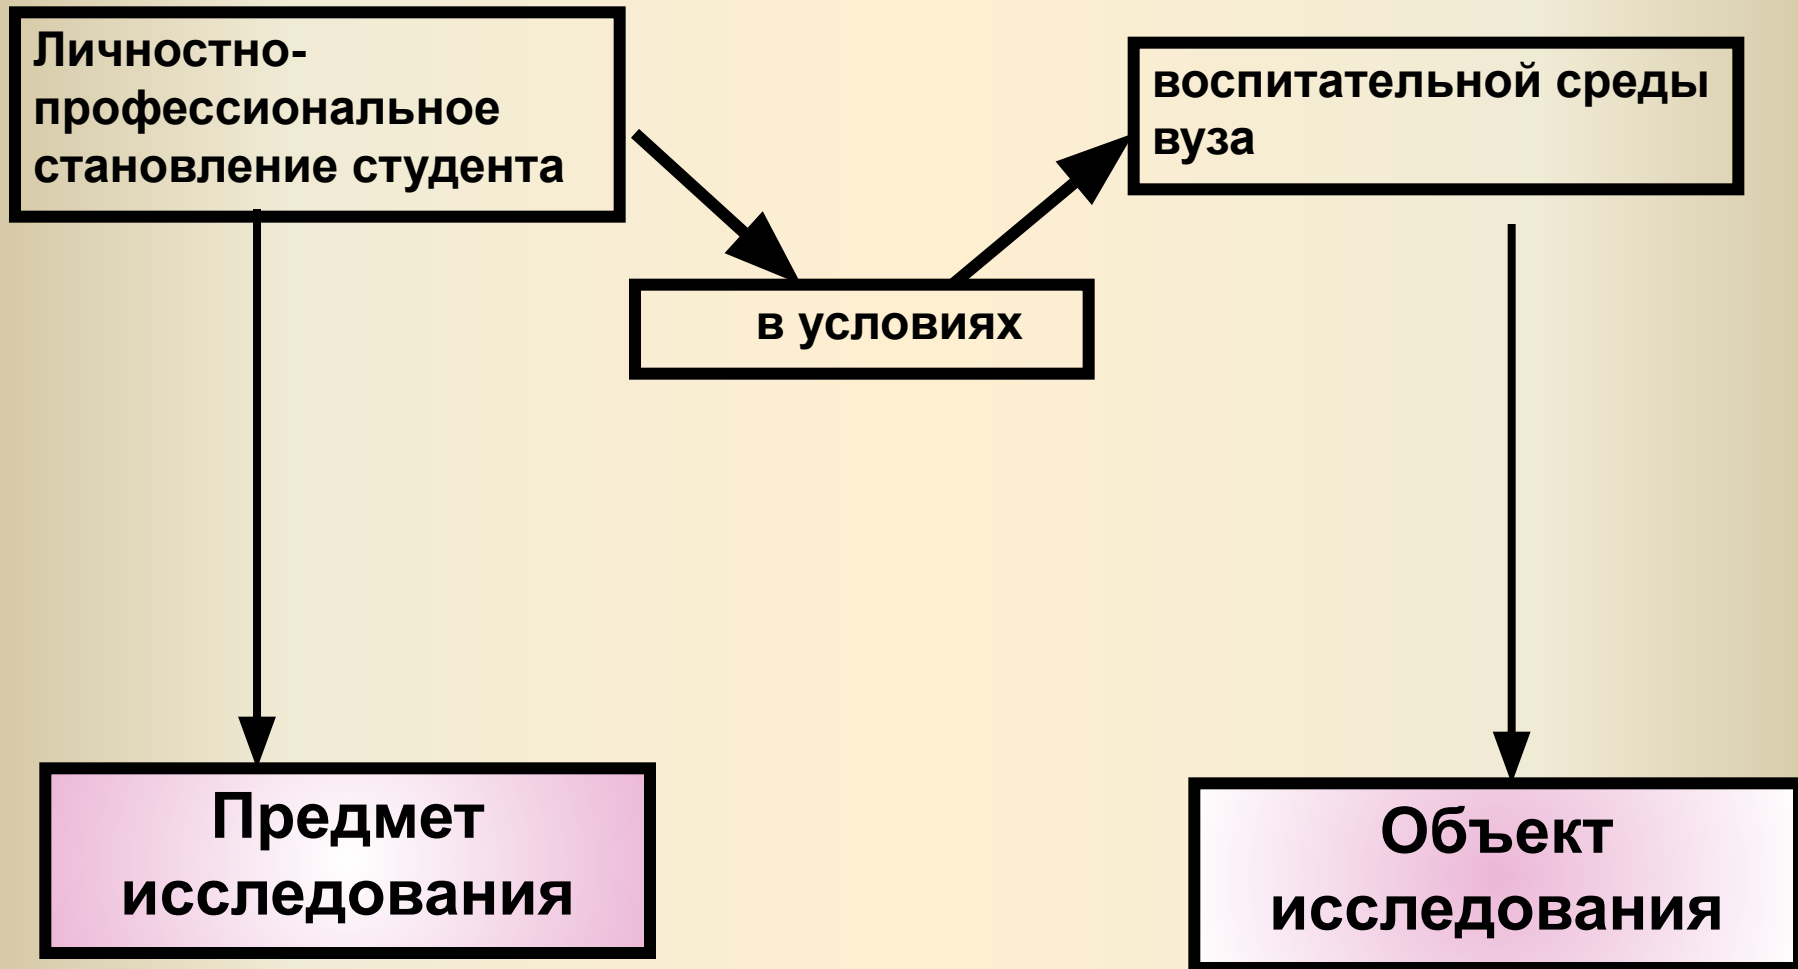 Личностно-
профессиональное
становление студента
воспитательной среды
вуза
в условиях
Предмет
исследования
Объект
исследования